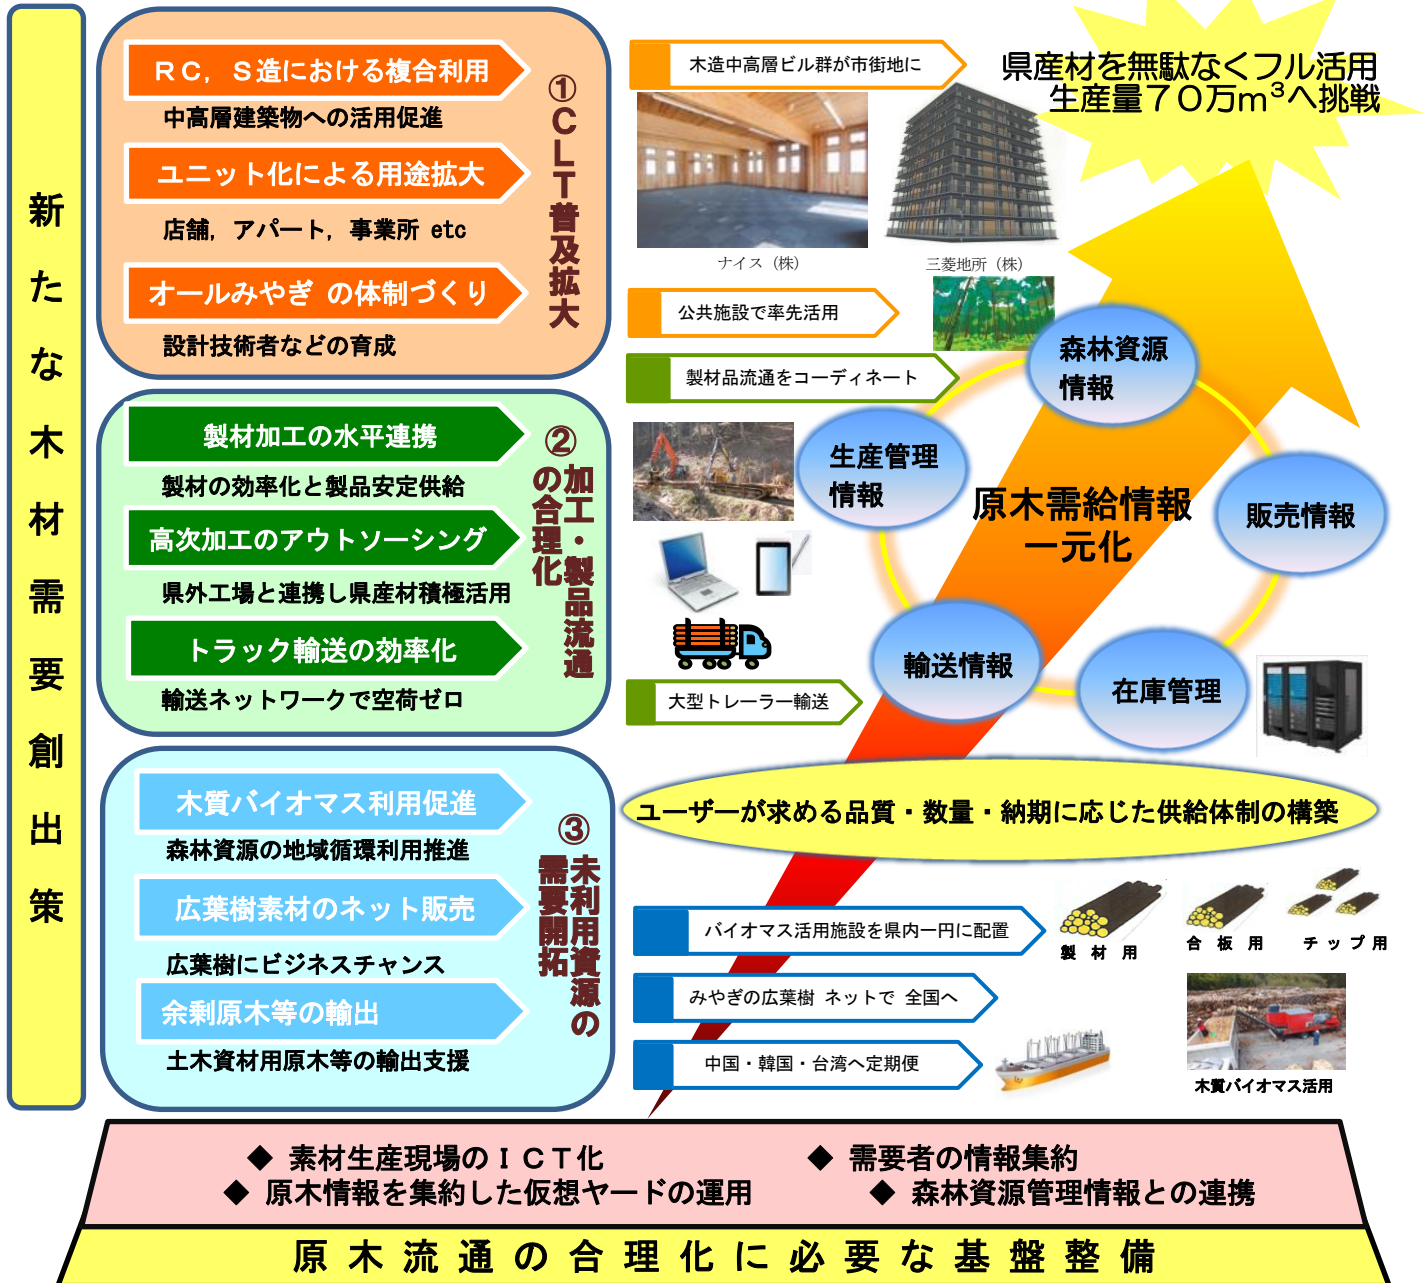 新たな木材需要創出策
RC，S造における複合利用
中高層建築物への活用促進
ユニット化による用途拡大
店舗，アパート，事業所 etc
オールみやぎ の体制づくり
設計技術者などの育成
①CLT普及拡大
製材加工の水平連携
製材の効率化と製品安定供給
高次加工のアウトソーシング
県外工場と連携し県産材積極活用
トラック輸送の効率化
輸送ネットワークで空荷ゼロ
②加工・製品流通
の合理化
木質バイオマス利用促進
森林資源の地域循環利用推進
広葉樹素材のネット販売
広葉樹にビジネスチャンス
余剰原木等の輸出
土木資材用原木等の輸出支援
③未利用資源の
需要開拓
木造中高層ビル群が市街地に
ナイス（株）
三菱地所（株）
公共施設で率先活用
製材品流通をコーディネート
大型トレーラー輸送
県産材を無駄なくフル活用
生産量７０万m³へ挑戦
森林資源
情報
生産管理
情報
販売情報
輸送情報
在庫管理
原木需給情報
一元化
ユーザーが求める品質・数量・納期に応じた供給体制の構築
バイオマス活用施設を県内一円に配置
みやぎの広葉樹 ネットで 全国へ
中国・韓国・台湾へ定期便
製材用
合板用
チップ用
木質バイオマス活用
◆ 素材生産現場のＩＣＴ化
◆ 需要者の情報集約
◆ 原木情報を集約した仮想ヤードの運用
◆ 森林資源管理情報との連携
原木流通の合理化に必要な基盤整備